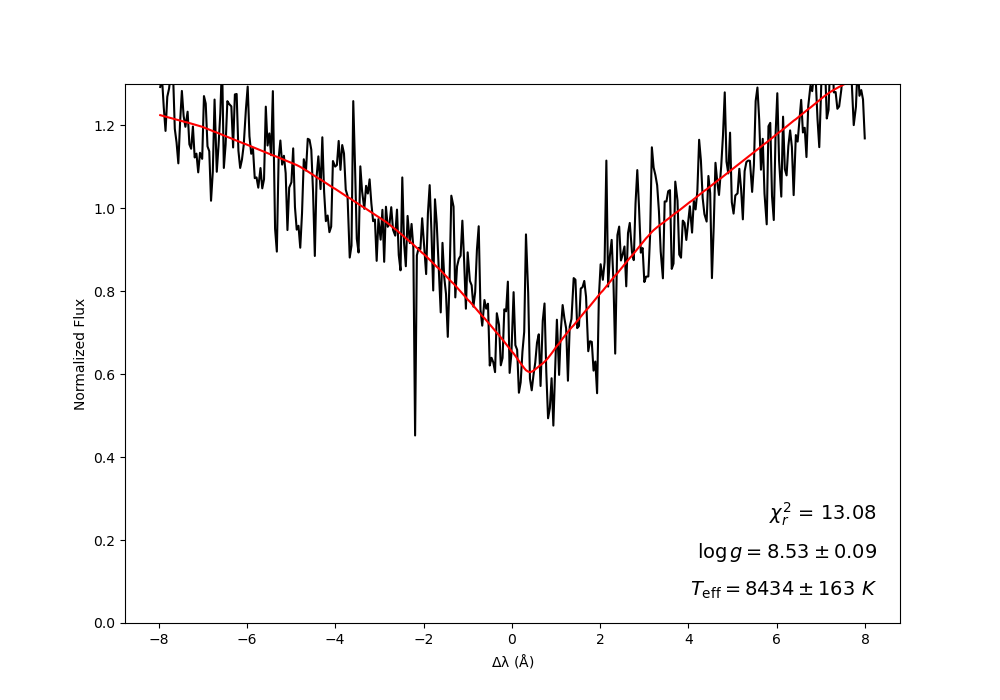 1.2
1.0
0.8
0.6
0.4
0.2
0.0
Normalized Flux
χ²ᵣ = 13.08
log g = 8.53 ± 0.09
T_eff = 8434 ± 163 K
−8 −6 −4 −2 0 2 4 6 8
Δλ (Å)